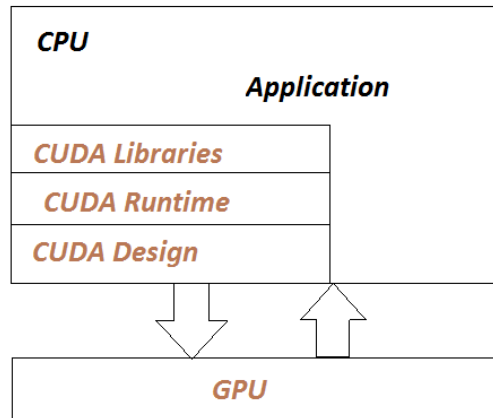 CPU
Application
CUDA Libraries
CUDA Runtime
CUDA Design
GPU